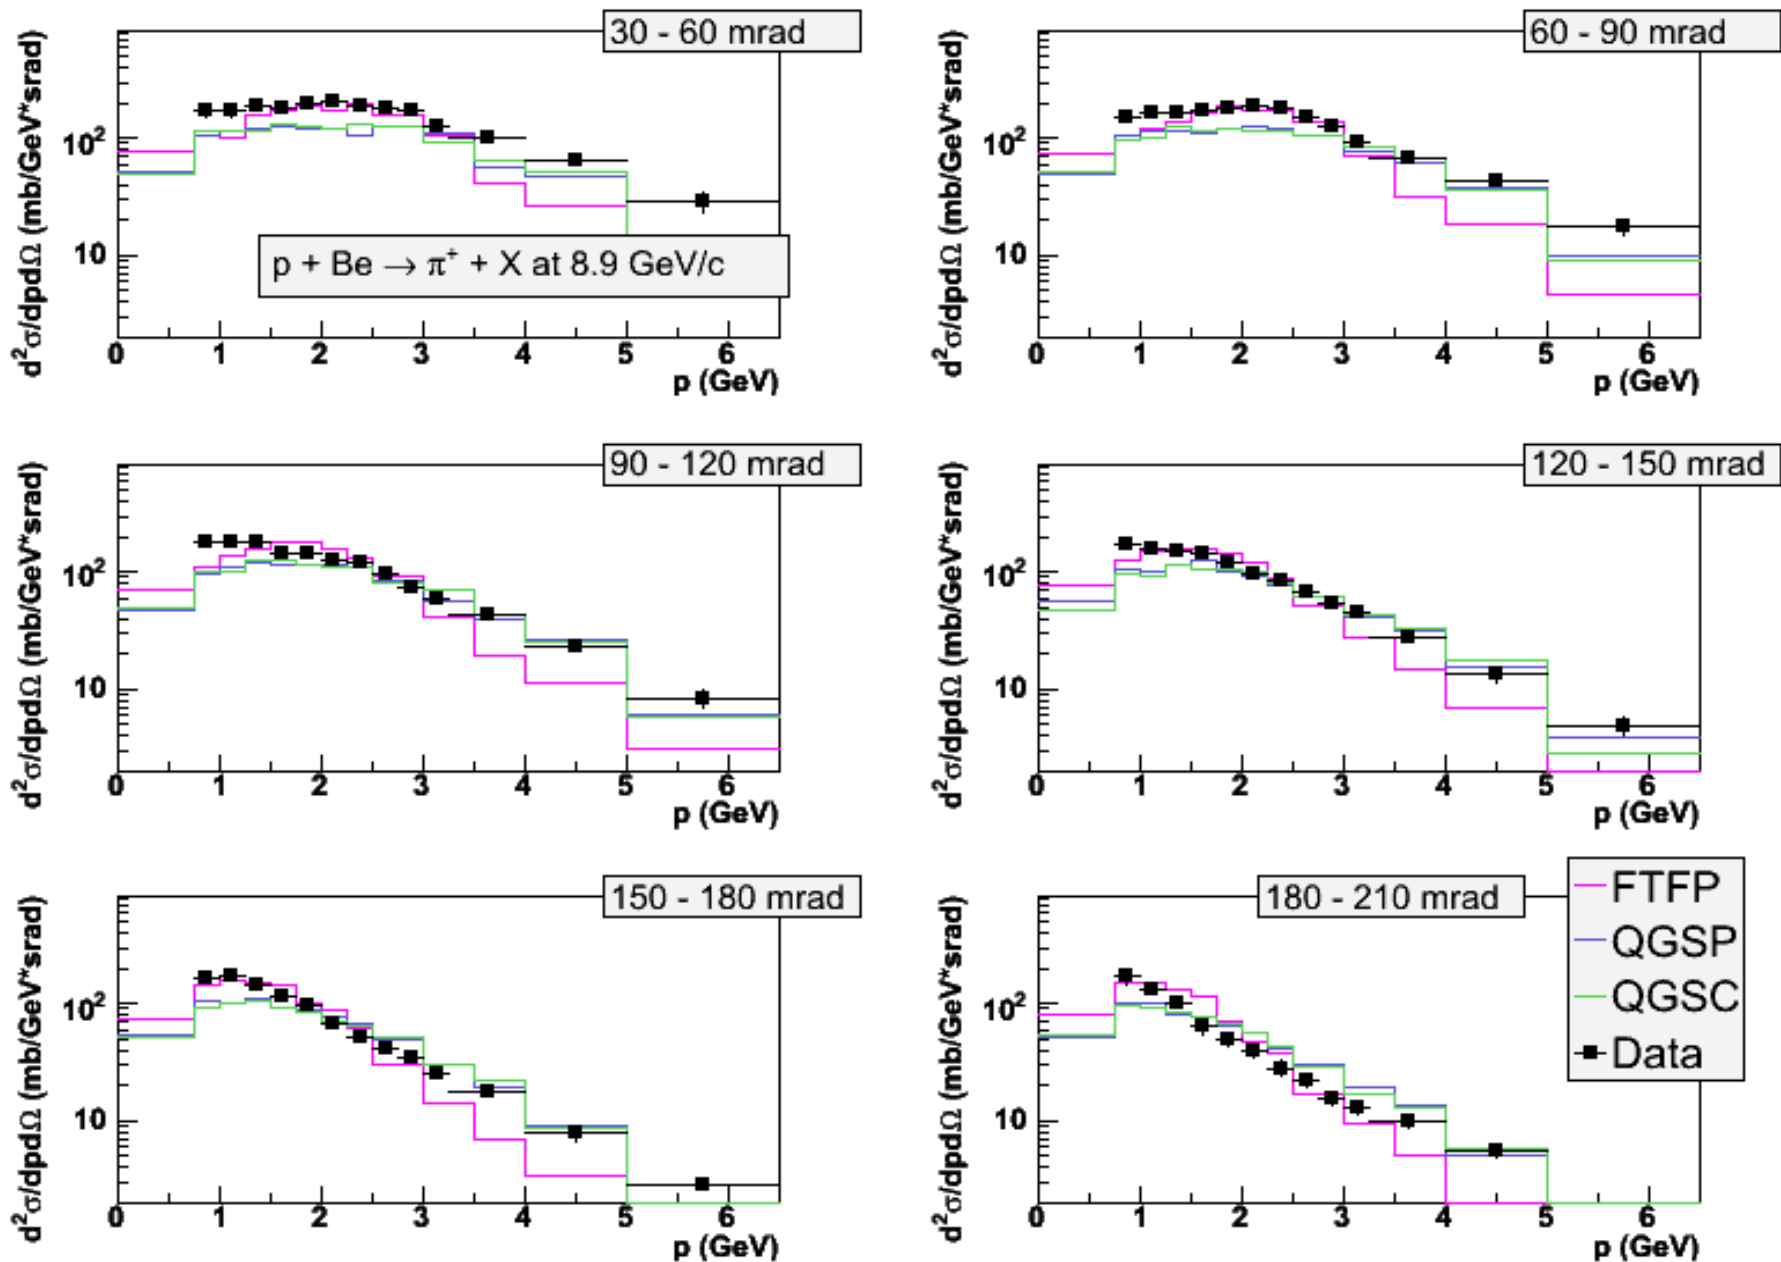 30 - 60 mrad
d²σ/dpdΩ (mb/GeV*srad)
10²
10
p + Be → π⁺ + X at 8.9 GeV/c
0 1 2 3 4 5 6
p (GeV)
60 - 90 mrad
d²σ/dpdΩ (mb/GeV*srad)
10²
10
0 1 2 3 4 5 6
p (GeV)
90 - 120 mrad
d²σ/dpdΩ (mb/GeV*srad)
10²
10
0 1 2 3 4 5 6
p (GeV)
120 - 150 mrad
d²σ/dpdΩ (mb/GeV*srad)
10²
10
0 1 2 3 4 5 6
p (GeV)
150 - 180 mrad
d²σ/dpdΩ (mb/GeV*srad)
10²
10
0 1 2 3 4 5 6
p (GeV)
180 - 210 mrad
d²σ/dpdΩ (mb/GeV*srad)
10²
10
0 1 2 3 4 5 6
p (GeV)
FTFP
QGSP
QGSC
Data